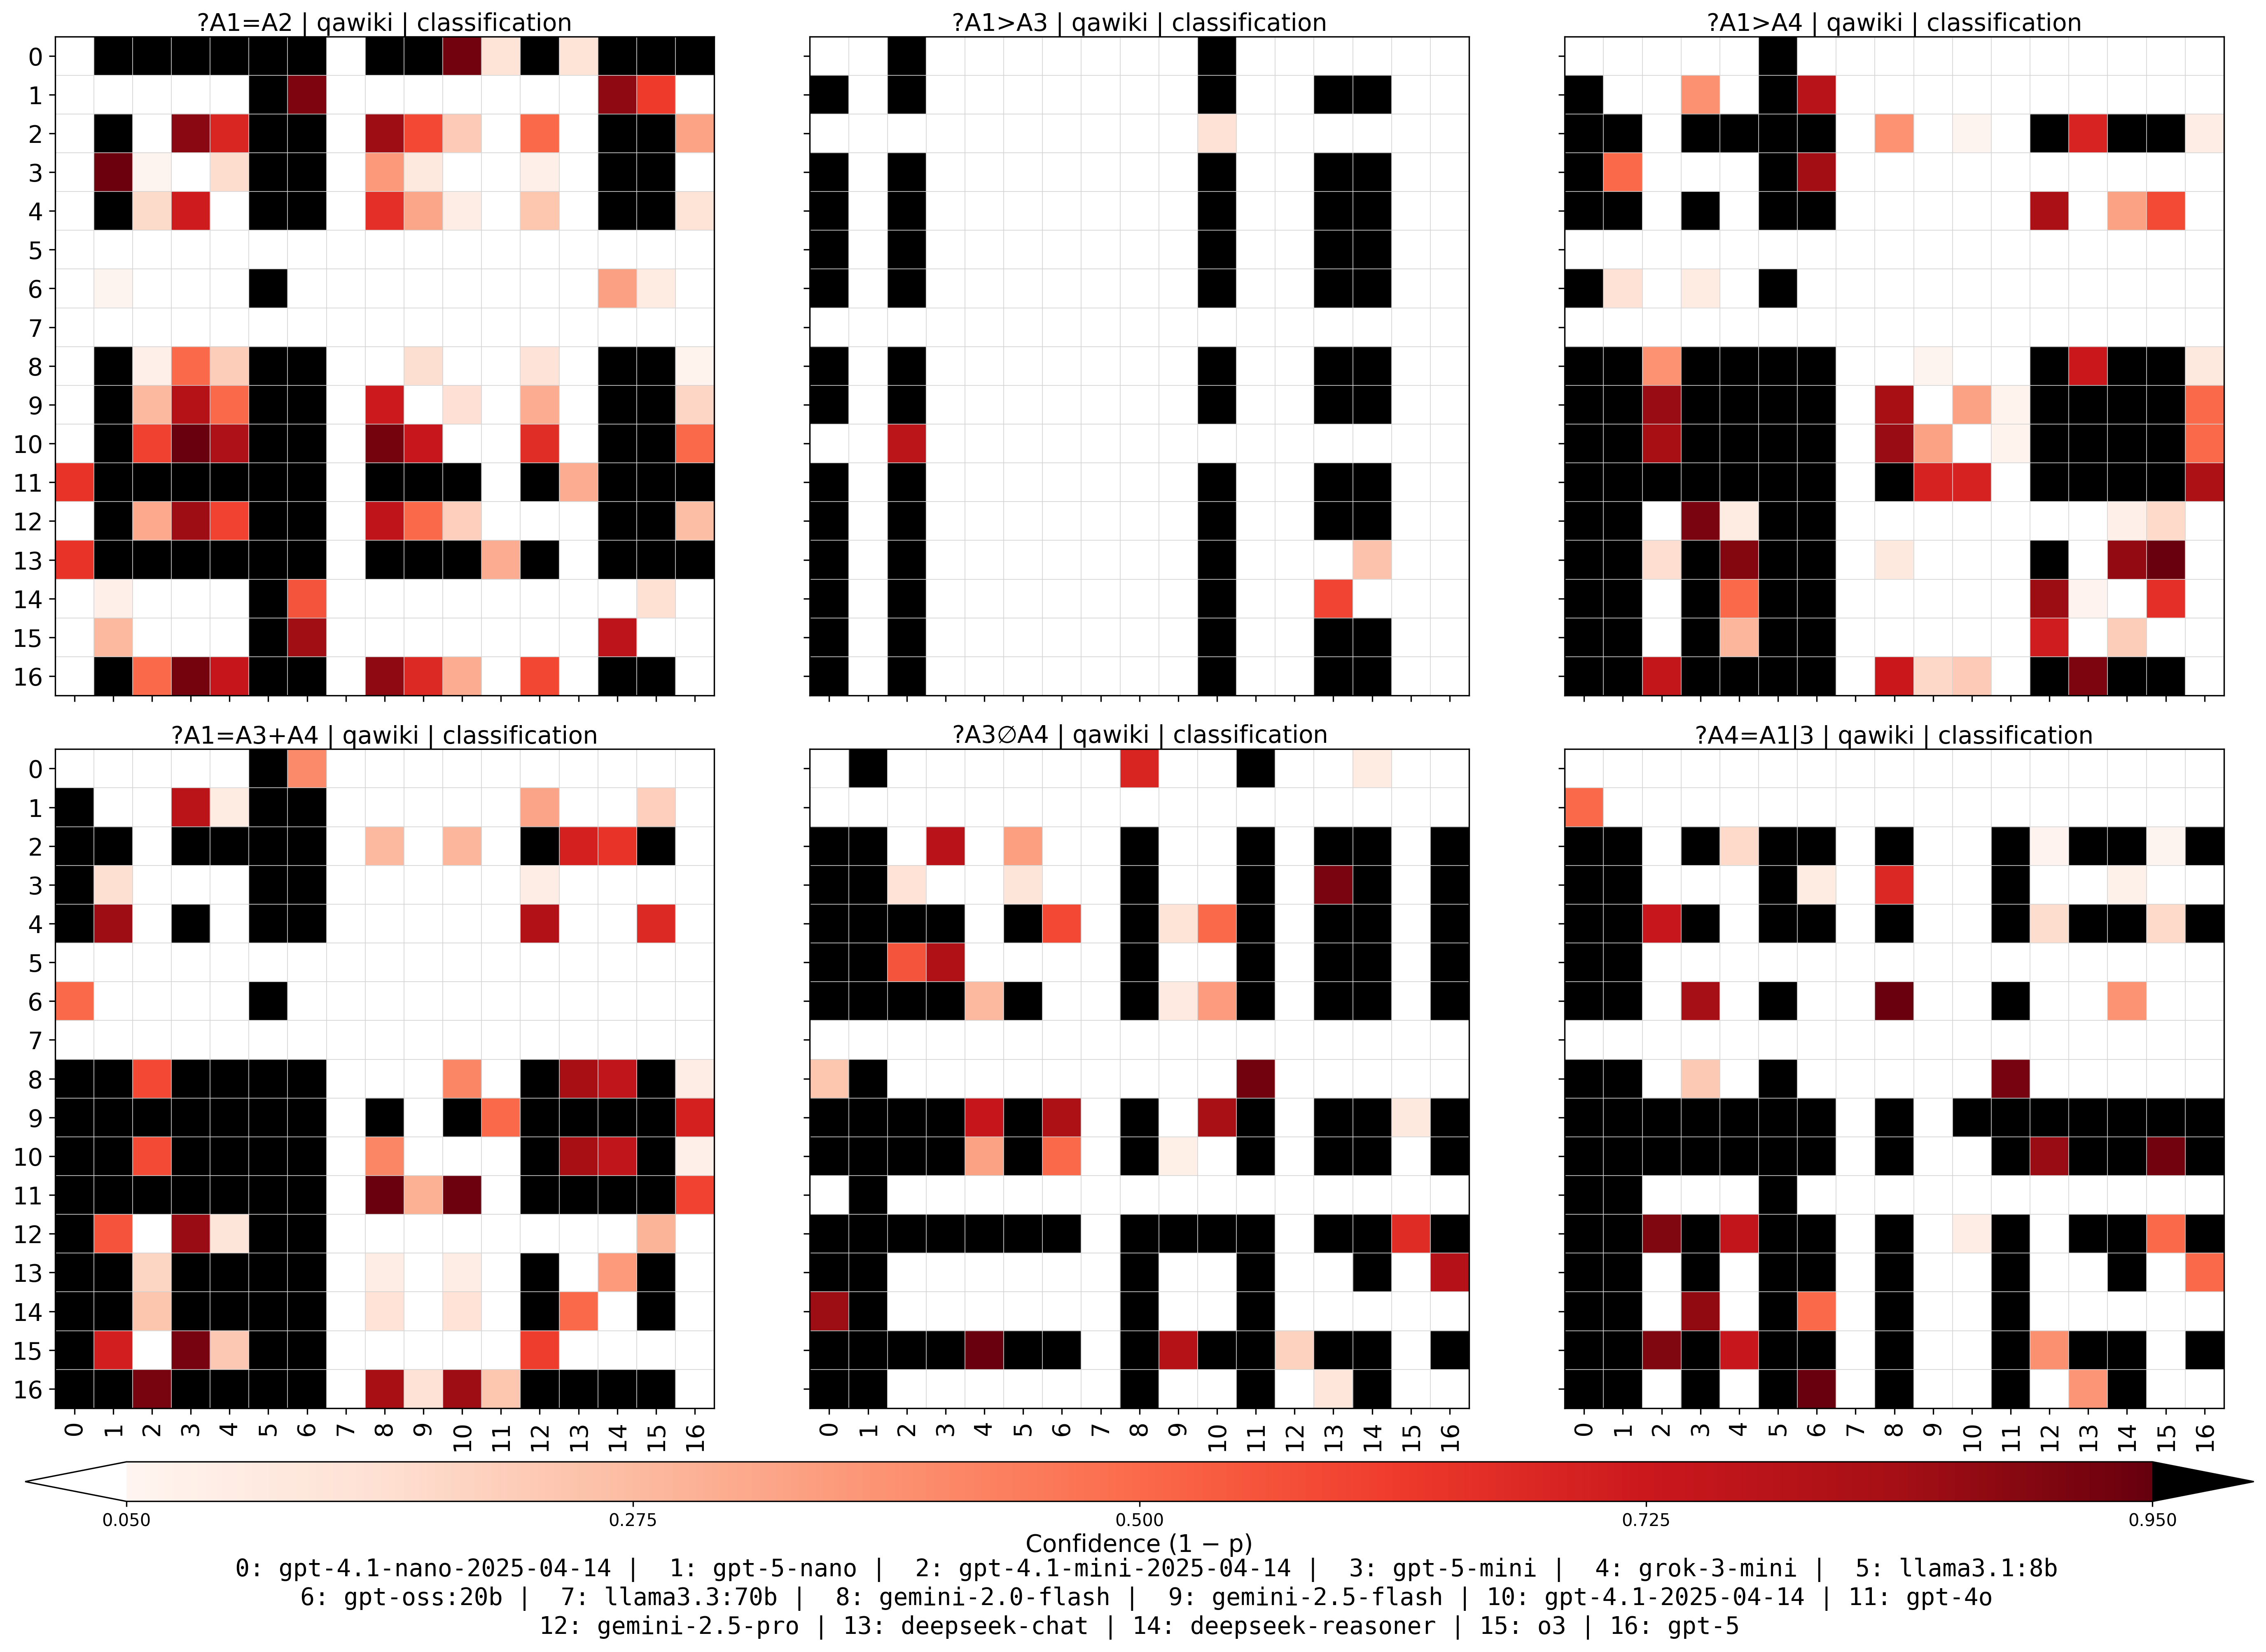 ?A1=A2 | qawiki | classification
?A1>A3 | qawiki | classification
?A1>A4 | qawiki | classification
0
1
2
3
4
5
6
7
8
9
10
11
12
13
14
15
16
?A1=A3+A4 | qawiki | classification
?A3∅A4 | qawiki | classification
?A4=A1|3 | qawiki | classification
0
1
2
3
4
5
6
7
8
9
10
11
12
13
14
15
16
0 1 2 3 4 5 6 7 8 9 10 11 12 13 14 15 16
0 1 2 3 4 5 6 7 8 9 10 11 12 13 14 15 16
0 1 2 3 4 5 6 7 8 9 10 11 12 13 14 15 16
0.050 0.275 0.500 0.725 0.950
Confidence (1 − p)
0: gpt-4.1-nano-2025-04-14 | 1: gpt-5-nano | 2: gpt-4.1-mini-2025-04-14 | 3: gpt-5-mini | 4: grok-3-mini | 5: llama3.1:8b
6: gpt-oss:20b | 7: llama3.3:70b | 8: gemini-2.0-flash | 9: gemini-2.5-flash | 10: gpt-4.1-2025-04-14 | 11: gpt-4o
12: gemini-2.5-pro | 13: deepseek-chat | 14: deepseek-reasoner | 15: o3 | 16: gpt-5